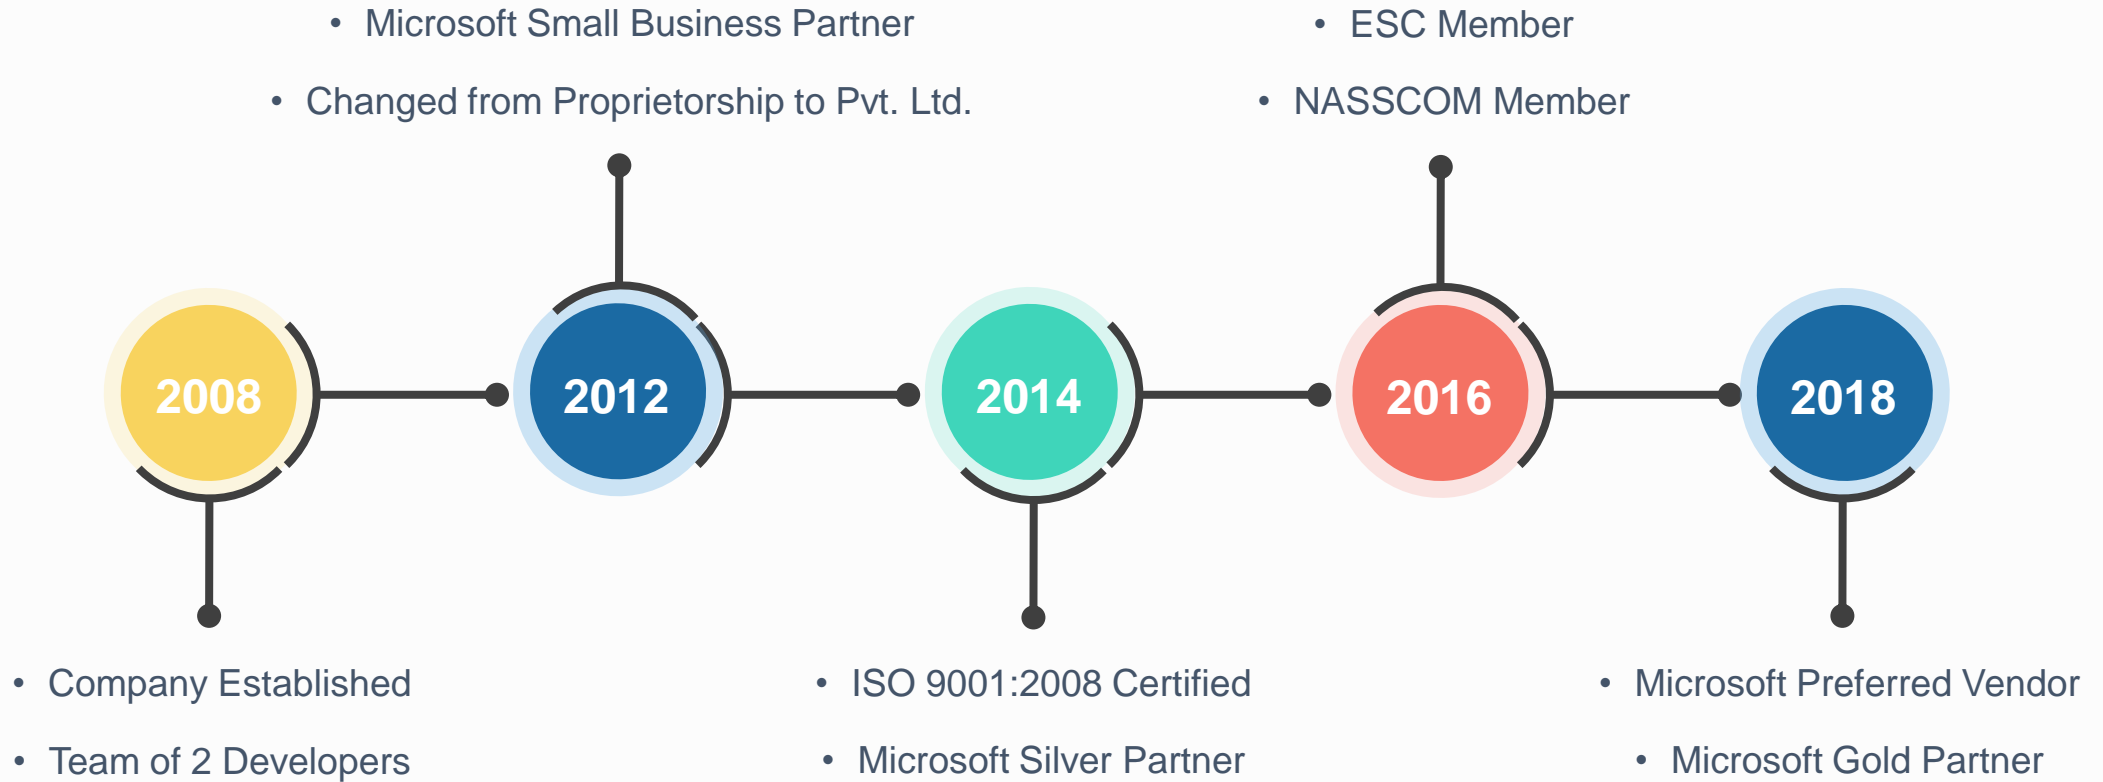 • Microsoft Small Business Partner
• Changed from Proprietorship to Pvt. Ltd.
• ESC Member
• NASSCOM Member
2008
2012
2014
2016
2018
• Company Established
• Team of 2 Developers
• ISO 9001:2008 Certified
• Microsoft Silver Partner
• Microsoft Preferred Vendor
• Microsoft Gold Partner